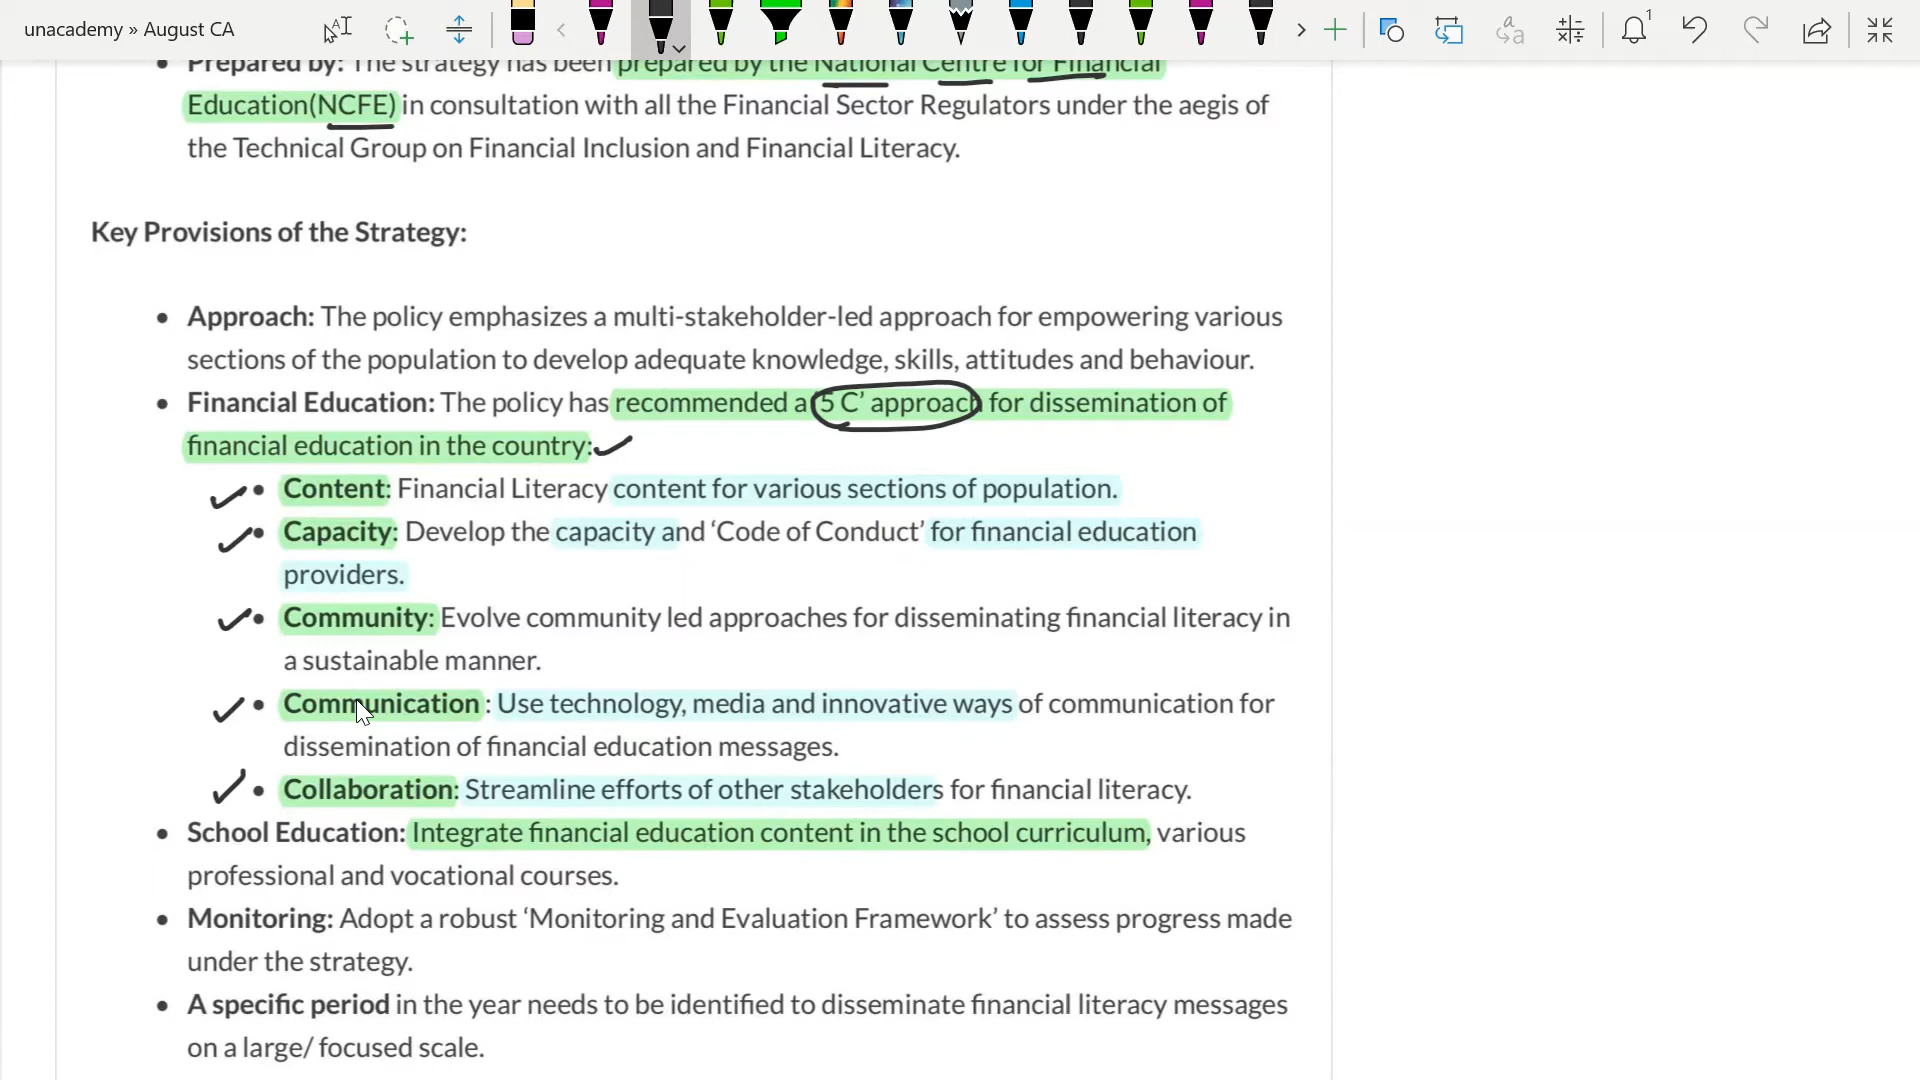 unacademy » August CA
Prepared by: The strategy has been prepared by the National Centre for Financial
Education(NCFE) in consultation with all the Financial Sector Regulators under the aegis of
the Technical Group on Financial Inclusion and Financial Literacy.
Key Provisions of the Strategy:
• Approach: The policy emphasizes a multi-stakeholder-led approach for empowering various
sections of the population to develop adequate knowledge, skills, attitudes and behaviour.
• Financial Education: The policy has recommended a ‘5 C’ approach for dissemination of
financial education in the country:
• Content: Financial Literacy content for various sections of population.
• Capacity: Develop the capacity and ‘Code of Conduct’ for financial education
providers.
• Community: Evolve community led approaches for disseminating financial literacy in
a sustainable manner.
• Communication : Use technology, media and innovative ways of communication for
dissemination of financial education messages.
• Collaboration: Streamline efforts of other stakeholders for financial literacy.
• School Education: Integrate financial education content in the school curriculum, various
professional and vocational courses.
• Monitoring: Adopt a robust ‘Monitoring and Evaluation Framework’ to assess progress made
under the strategy.
• A specific period in the year needs to be identified to disseminate financial literacy messages
on a large/ focused scale.